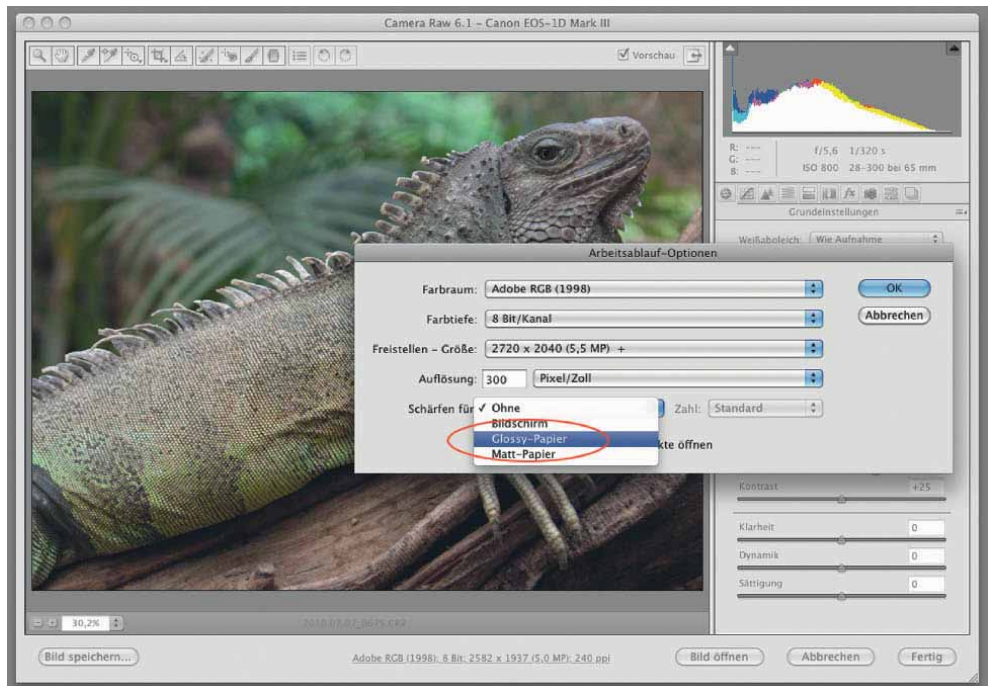 Camera Raw 6.1 – Canon EOS-1D Mark III
Vorschau
R: ---
G: ---
B: ---
f/5,6 1/320 s
ISO 800 28-300 bei 65 mm
Grundeinstellungen
Weißabgleich: Wie Aufnahme
Arbeitsablauf-Optionen
Farbraum: Adobe RGB (1998)
OK
Farbtiefe: 8 Bit/Kanal
Abbrechen
Freistellen – Größe: 2720 x 2040 (5,5 MP) +
Auflösung: 300 Pixel/Zoll
Schärfen für ✓ Ohne
Zahl: Standard
Bildschirm
Glossy-Papier
Matt-Papier
kte öffnen
Kontrast +25
Klarheit 0
Dynamik 0
Sättigung 0
30,2%
Bild speichern...
Adobe RGB (1998); 8 Bit; 2582 x 1937 (5,0 MP); 240 ppi
Bild öffnen
Abbrechen
Fertig